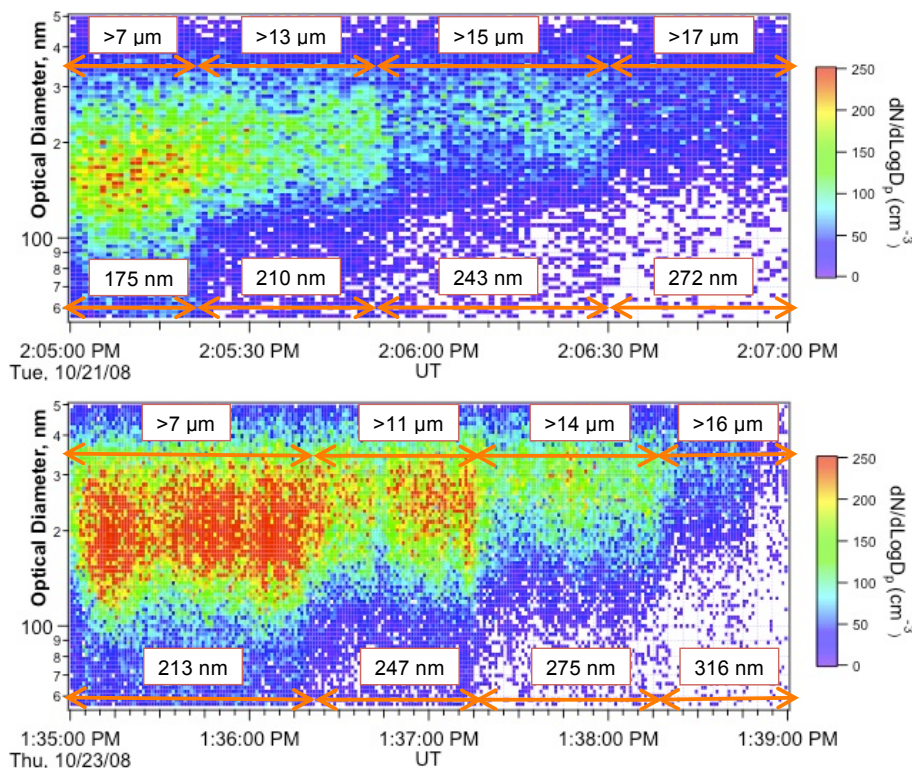 >7 µm >13 µm >15 µm >17 µm
Optical Diameter, nm
5
4
3
2
100
9
8
7
6
175 nm 210 nm 243 nm 272 nm
2:05:00 PM 2:05:30 PM 2:06:00 PM 2:06:30 PM 2:07:00 PM
Tue, 10/21/08 UT
250
200
150
100
50
0
dN/dLogDp (cm-3)
>7 µm >11 µm >14 µm >16 µm
Optical Diameter, nm
5
4
3
2
100
9
8
7
6
213 nm 247 nm 275 nm 316 nm
1:35:00 PM 1:36:00 PM 1:37:00 PM 1:38:00 PM 1:39:00 PM
Thu, 10/23/08 UT
250
200
150
100
50
0
dN/dLogDp (cm-3)